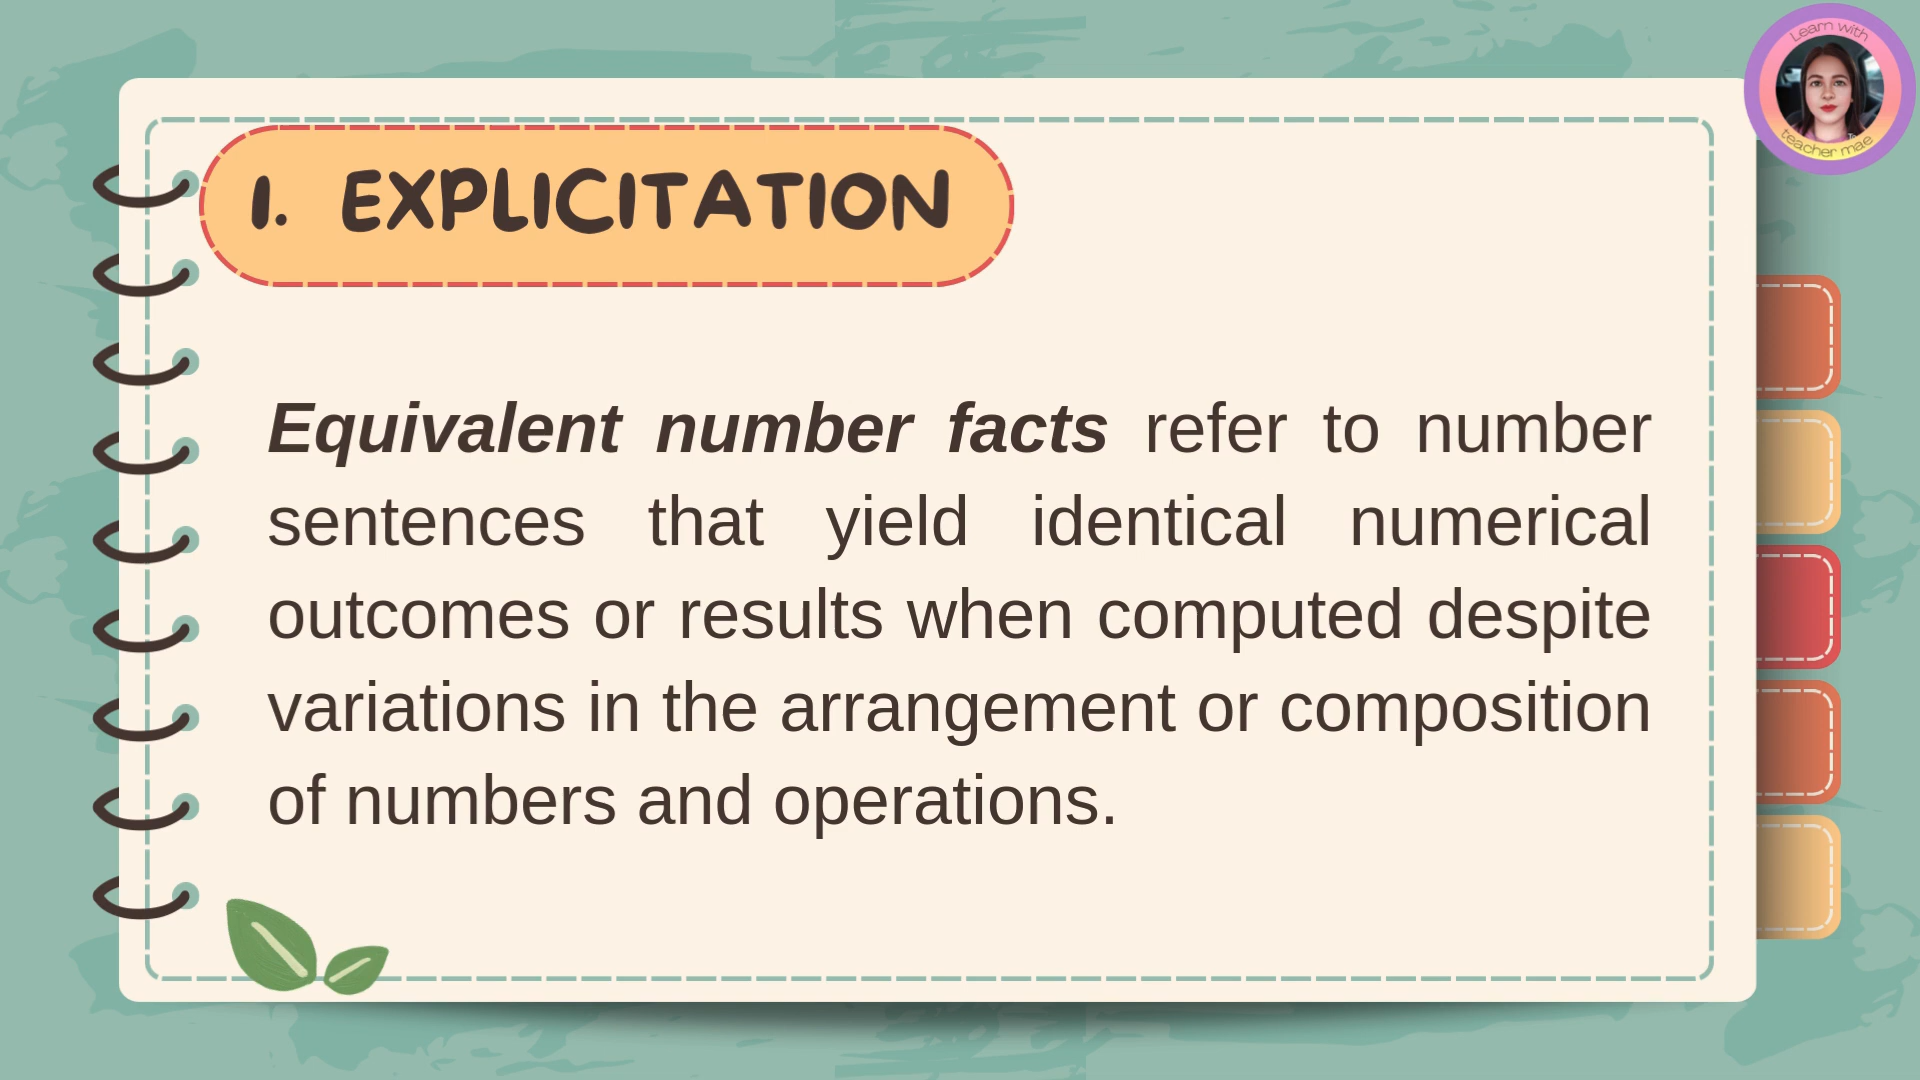 Learn with
teacher mae
1. EXPLICITATION
Equivalent number facts refer to number
sentences that yield identical numerical
outcomes or results when computed despite
variations in the arrangement or composition
of numbers and operations.